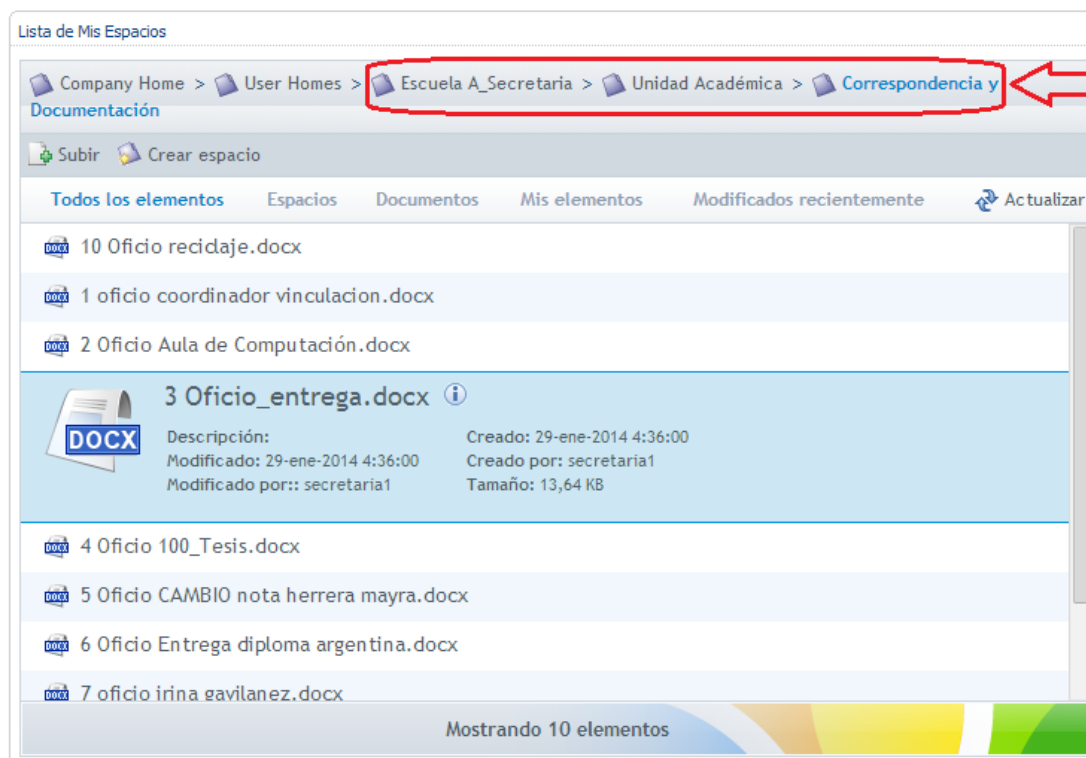 Lista de Mis Espacios
Company Home > User Homes > Escuela A_Secretaria > Unidad Académica > Correspondencia y
Documentación
Subir Crear espacio
Todos los elementos Espacios Documentos Mis elementos Modificados recientemente Actualizar
10 Oficio reciclaje.docx
1 oficio coordinador vinculacion.docx
2 Oficio Aula de Computación.docx
3 Oficio_entrega.docx
DOCX
Descripción: Creado: 29-ene-2014 4:36:00
Modificado: 29-ene-2014 4:36:00 Creado por: secretaria1
Modificado por:: secretaria1 Tamaño: 13,64 KB
4 Oficio 100_Tesis.docx
5 Oficio CAMBIO nota herrera mayra.docx
6 Oficio Entrega diploma argentina.docx
7 oficio irina gavilanez.docx
Mostrando 10 elementos